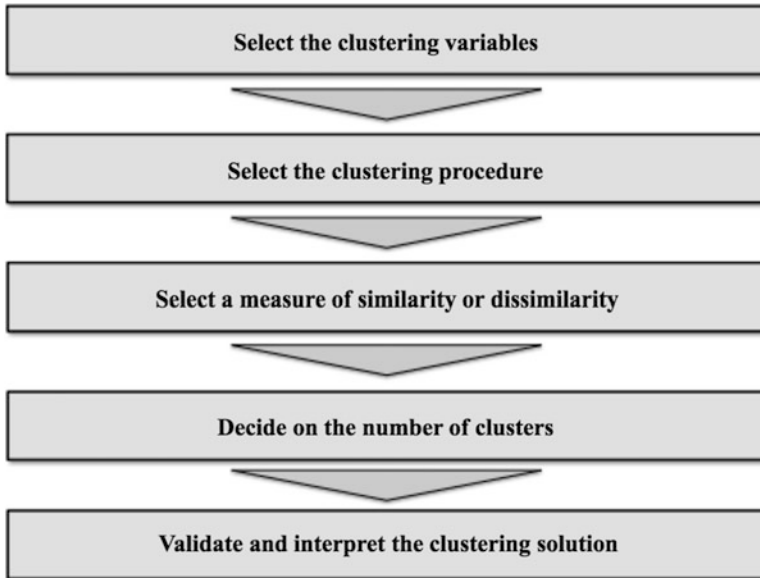 Select the clustering variables
Select the clustering procedure
Select a measure of similarity or dissimilarity
Decide on the number of clusters
Validate and interpret the clustering solution